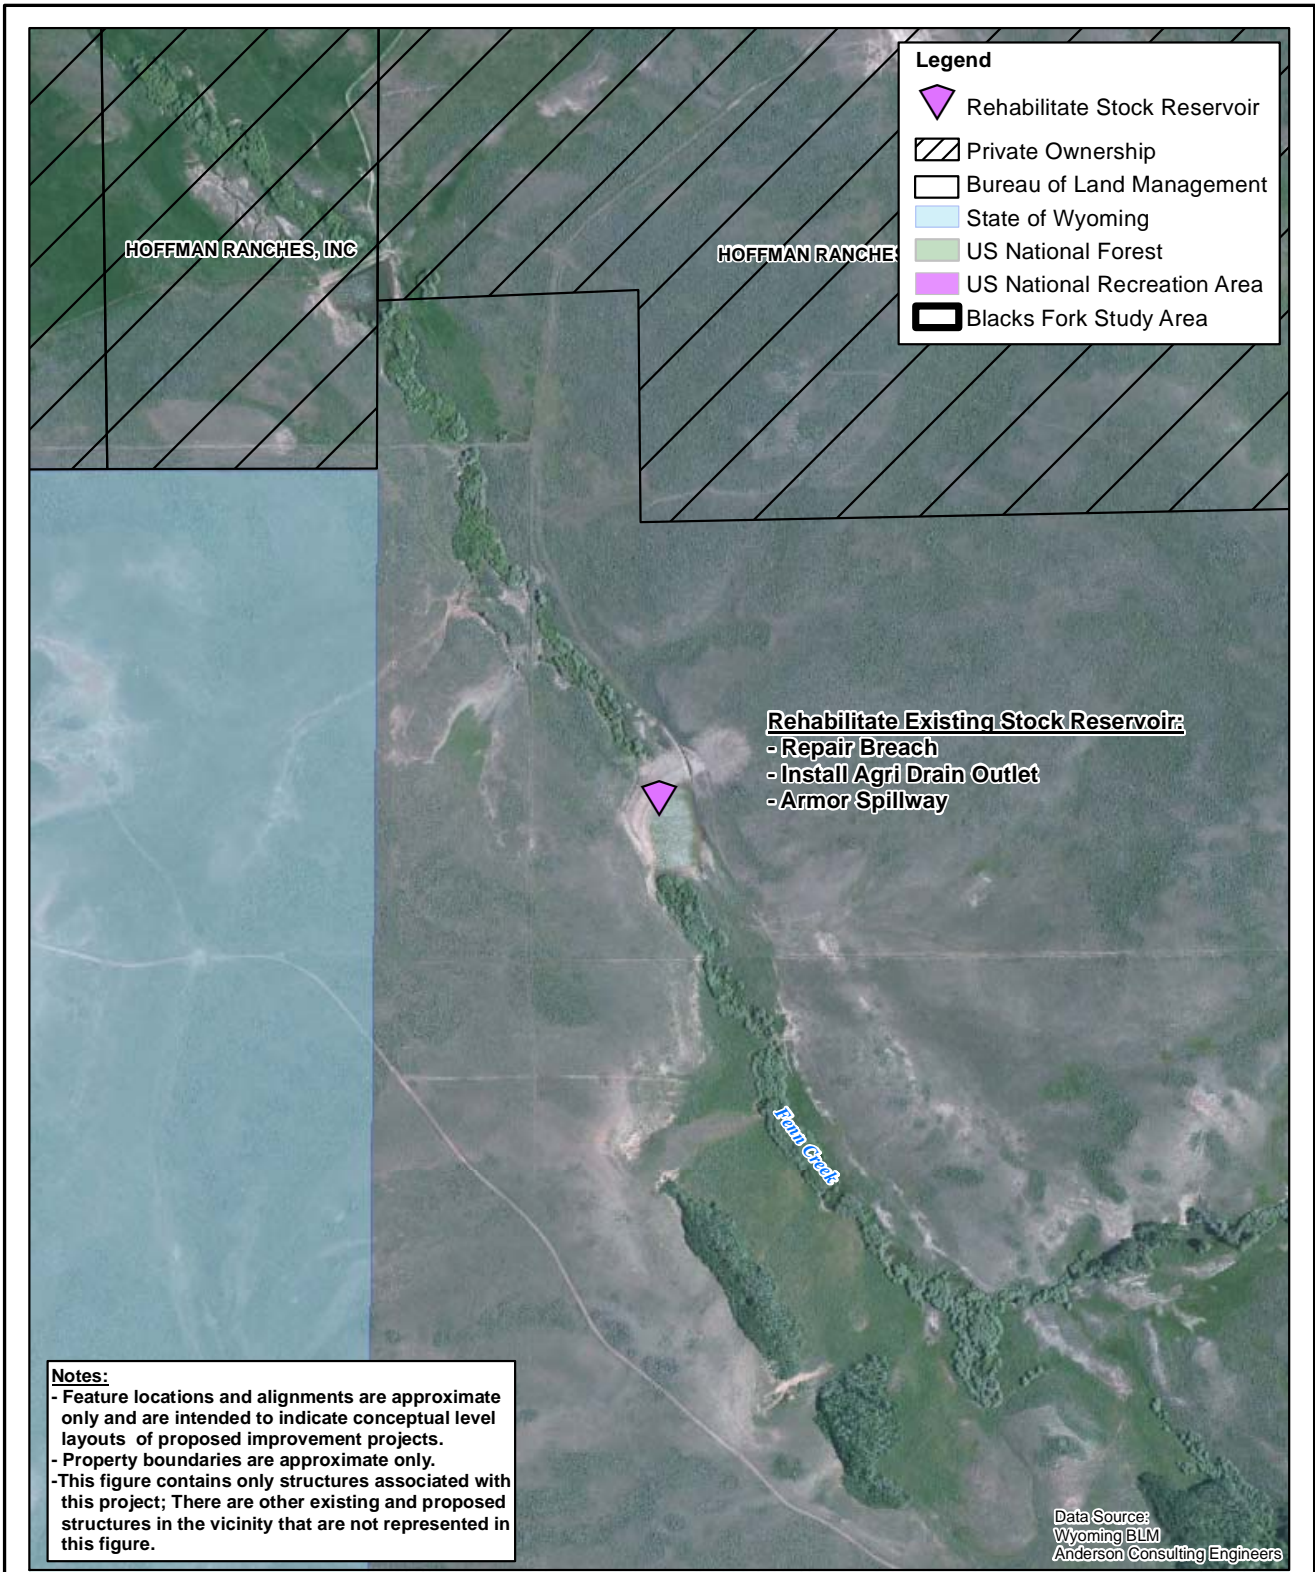 Legend
Rehabilitate Stock Reservoir
Private Ownership
Bureau of Land Management
State of Wyoming
US National Forest
US National Recreation Area
Blacks Fork Study Area
HOFFMAN RANCHES, INC
HOFFMAN RANCHES
Rehabilitate Existing Stock Reservoir:
- Repair Breach
- Install Agri Drain Outlet
- Armor Spillway
Fenn Creek
Notes:
- Feature locations and alignments are approximate
only and are intended to indicate conceptual level
layouts of proposed improvement projects.
- Property boundaries are approximate only.
-This figure contains only structures associated with
this project; There are other existing and proposed
structures in the vicinity that are not represented in
this figure.
Data Source:
Wyoming BLM
Anderson Consulting Engineers